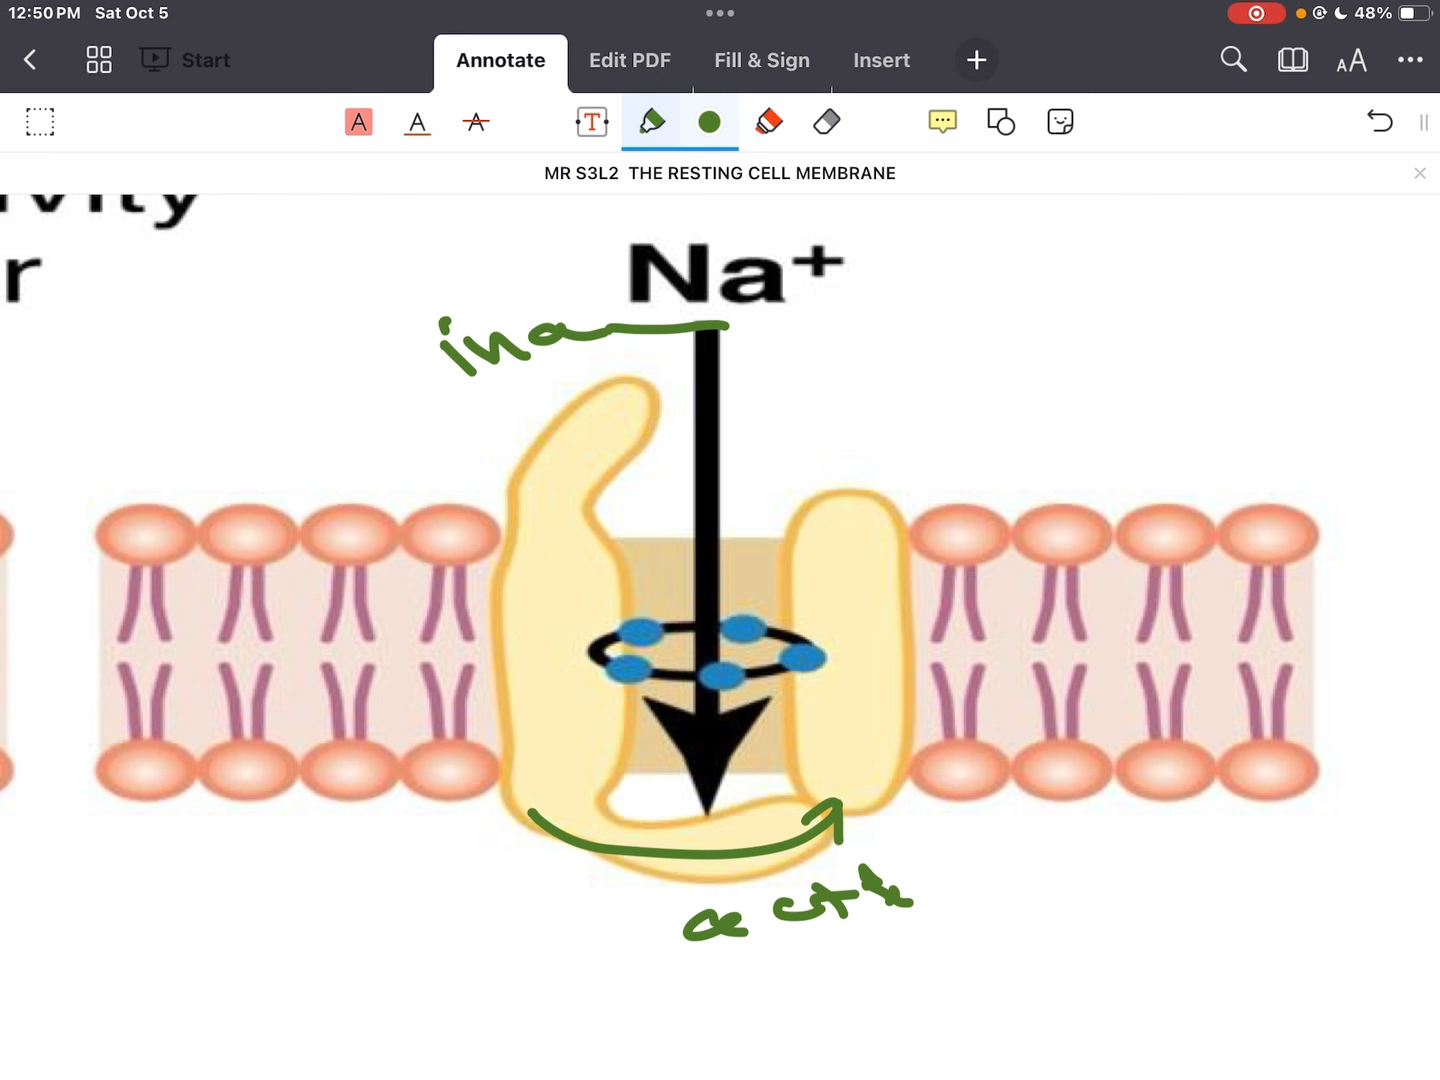 12:50 PM Sat Oct 5
48%
Start
Annotate
Edit PDF
Fill & Sign
Insert
MR S3L2 THE RESTING CELL MEMBRANE
ivity
r
Na+
ina